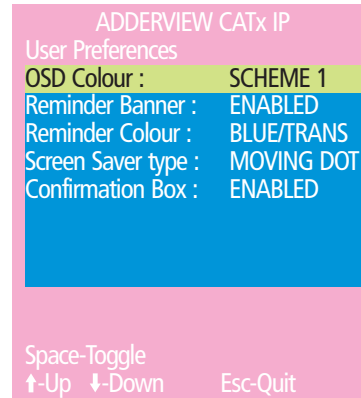 ADDERVIEW CATx IP
User Preferences
OSD Colour : SCHEME 1
Reminder Banner : ENABLED
Reminder Colour : BLUE/TRANS
Screen Saver type : MOVING DOT
Confirmation Box : ENABLED
Space-Toggle
⬆-Up ⬇-Down Esc-Quit